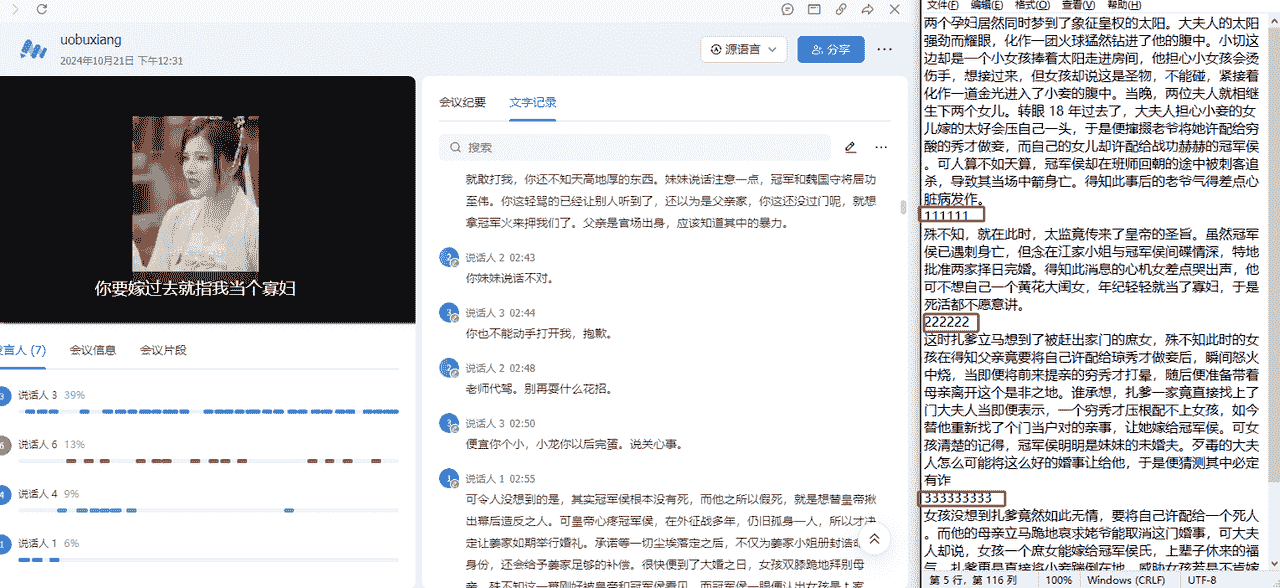 uobuxiang
2024年10月21日 下午12:31
源语言
分享
你要嫁过去就指我当个寡妇
言人 (7)
会议信息
会议片段
3
说话人 3 39%
6
说话人 6 13%
4
说话人 4 9%
1
说话人 1 6%
会议纪要
文字记录
搜索
就敢打我，你还不知天高地厚的东西。妹妹说话注意一点，冠军和魏国守将居功
至伟。你这轻骂的已经让别人听到了，还以为是父亲家，你这还没过门呢，就想
拿冠军火来押我们了。父亲是官场出身，应该知道其中的暴力。
2
说话人 2 02:43
你妹妹说话不对。
3
说话人 3 02:44
你也不能动手打开我，抱歉。
2
说话人 2 02:48
老师代驾。别再耍什么花招。
3
说话人 3 02:50
便宜你个小，小龙你以后完蛋。说关心事。
1
说话人 1 02:55
可令人没想到的是，其实冠军侯根本没有死，而他之所以假死，就是想替皇帝揪
出幕后造反之人。可皇帝心疼冠军侯，在外征战多年，仍旧孤身一人，所以才决
定让姜家如期举行婚礼。承诺等一切尘埃落定之后，不仅为姜家小姐册封诰命
身份，还会给予姜家足够的补偿。很快便到了大婚之日，女孩双膝跪地拜别母
文件(F) 编辑(E) 格式(O) 查看(V) 帮助(H)
两个孕妇居然同时梦到了象征皇权的太阳。大夫人的太阳
强劲而耀眼，化作一团火球猛然钻进了他的腹中。小切这
边却是一个小女孩捧着太阳走进房间，他担心小女孩会烫
伤手，想接过来，但女孩却说这是圣物，不能碰，紧接着
化作一道金光进入了小妾的腹中。当晚，两位夫人就相继
生下两个女儿。转眼 18 年过去了，大夫人担心小妾的女
儿嫁的太好会压自己一头，于是便撺掇老爷将她许配给穷
酸的秀才做妾，而自己的女儿却许配给战功赫赫的冠军侯
。可人算不如天算，冠军侯却在班师回朝的途中被刺客追
杀，导致其当场中箭身亡。得知此事后的老爷气得差点心
脏病发作。
111111
殊不知，就在此时，太监竟传来了皇帝的圣旨。虽然冠军
侯已遇刺身亡，但念在江家小姐与冠军侯间碟情深，特地
批准两家择日完婚。得知此消息的心机女差点哭出声，他
可不想自己一个黄花大闺女，年纪轻轻就当了寡妇，于是
死活都不愿意讲。
222222
这时扎爹立马想到了被赶出家门的庶女，殊不知此时的女
孩在得知父亲竟要将自己许配给琼秀才做妾后，瞬间怒火
中烧，当即便将前来提亲的穷秀才打晕，随后便准备带着
母亲离开这个是非之地。谁承想，扎爹一家竟直接找上了
门大夫人当即便表示，一个穷秀才压根配不上女孩，如今
替他重新找了个门当户对的亲事，让她嫁给冠军侯。可女
孩清楚的记得，冠军侯明明是妹妹的未婚夫。歹毒的大夫
人怎么可能将这么好的婚事让给他，于是便猜测其中必定
有诈
333333333
女孩没想到扎爹竟然如此无情，要将自己许配给一个死人
。而他的母亲立马跪地哀求姥爷能取消这门婚事，可大夫
人却说，女孩一个庶女能嫁给冠军侯氏，上辈子休来的福
第 5 行，第 116 列
100%
Windows (CRLF)
UTF-8